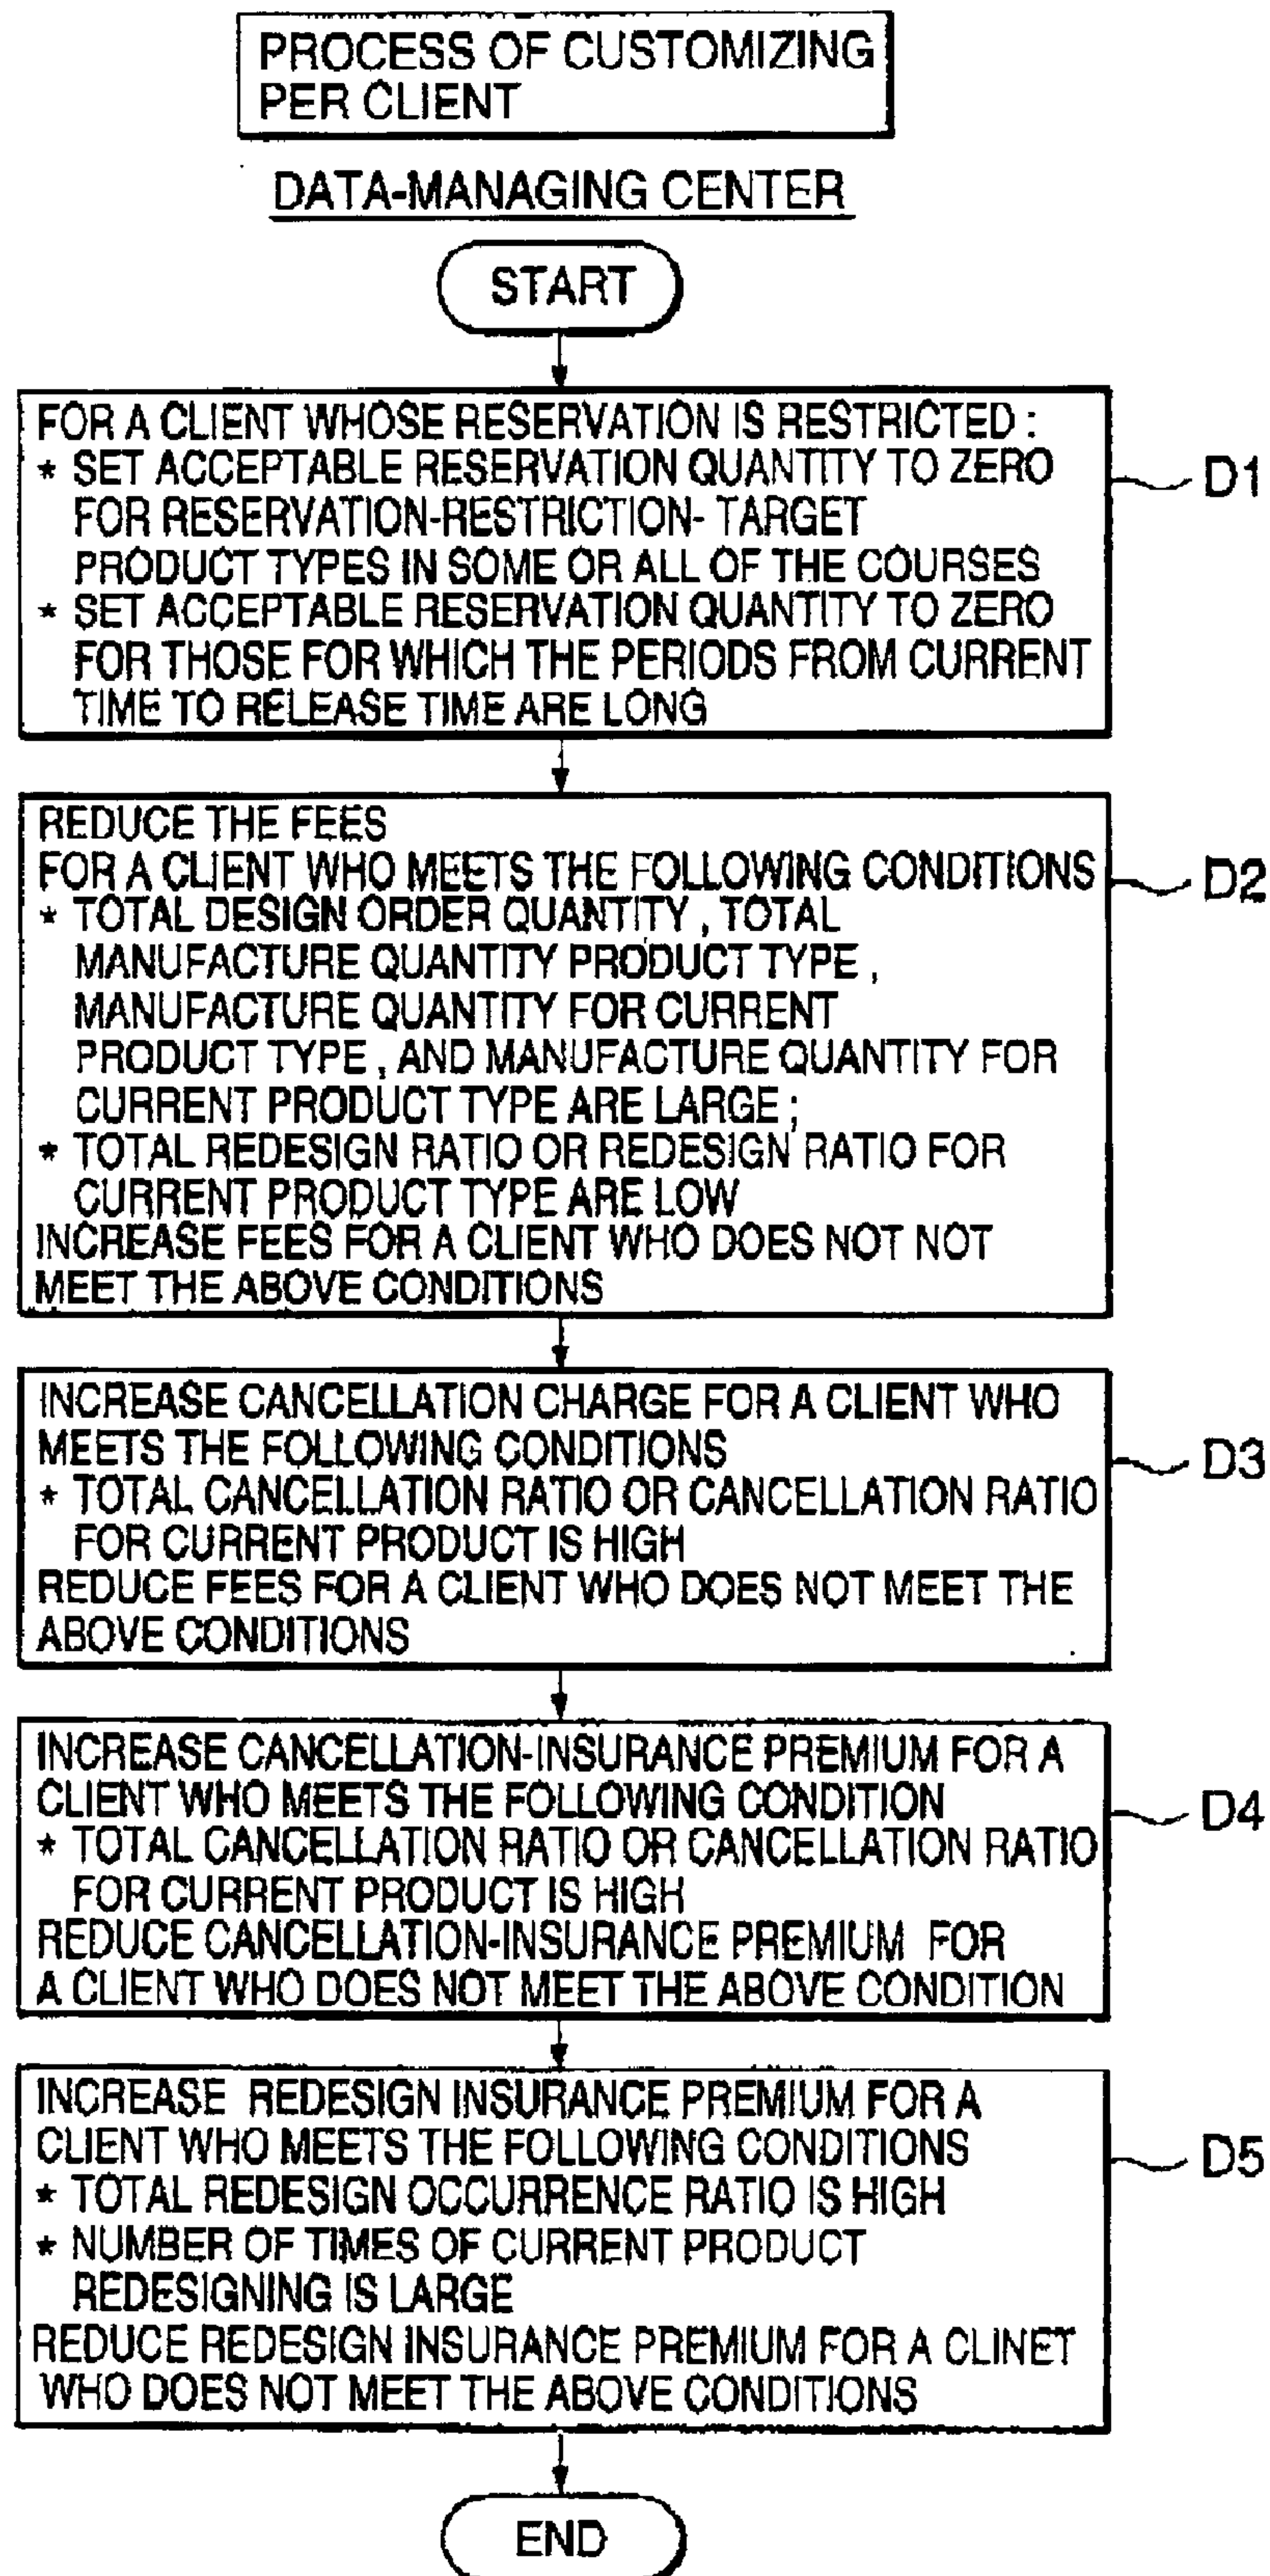 PROCESS OF CUSTOMIZING
PER CLIENT
DATA-MANAGING CENTER
START
FOR A CLIENT WHOSE RESERVATION IS RESTRICTED :
* SET ACCEPTABLE RESERVATION QUANTITY TO ZERO
FOR RESERVATION-RESTRICTION- TARGET
PRODUCT TYPES IN SOME OR ALL OF THE COURSES
* SET ACCEPTABLE RESERVATION QUANTITY TO ZERO
FOR THOSE FOR WHICH THE PERIODS FROM CURRENT
TIME TO RELEASE TIME ARE LONG
D1
REDUCE THE FEES
FOR A CLIENT WHO MEETS THE FOLLOWING CONDITIONS
* TOTAL DESIGN ORDER QUANTITY , TOTAL
MANUFACTURE QUANTITY PRODUCT TYPE ,
MANUFACTURE QUANTITY FOR CURRENT
PRODUCT TYPE , AND MANUFACTURE QUANTITY FOR
CURRENT PRODUCT TYPE ARE LARGE ;
* TOTAL REDESIGN RATIO OR REDESIGN RATIO FOR
CURRENT PRODUCT TYPE ARE LOW
INCREASE FEES FOR A CLIENT WHO DOES NOT NOT
MEET THE ABOVE CONDITIONS
D2
INCREASE CANCELLATION CHARGE FOR A CLIENT WHO
MEETS THE FOLLOWING CONDITIONS
* TOTAL CANCELLATION RATIO OR CANCELLATION RATIO
FOR CURRENT PRODUCT IS HIGH
REDUCE FEES FOR A CLIENT WHO DOES NOT MEET THE
ABOVE CONDITIONS
D3
INCREASE CANCELLATION-INSURANCE PREMIUM FOR A
CLIENT WHO MEETS THE FOLLOWING CONDITION
* TOTAL CANCELLATION RATIO OR CANCELLATION RATIO
FOR CURRENT PRODUCT IS HIGH
REDUCE CANCELLATION-INSURANCE PREMIUM FOR
A CLIENT WHO DOES NOT MEET THE ABOVE CONDITION
D4
INCREASE REDESIGN INSURANCE PREMIUM FOR A
CLIENT WHO MEETS THE FOLLOWING CONDITIONS
* TOTAL REDESIGN OCCURRENCE RATIO IS HIGH
* NUMBER OF TIMES OF CURRENT PRODUCT
REDESIGNING IS LARGE
REDUCE REDESIGN INSURANCE PREMIUM FOR A CLINET
WHO DOES NOT MEET THE ABOVE CONDITIONS
D5
END